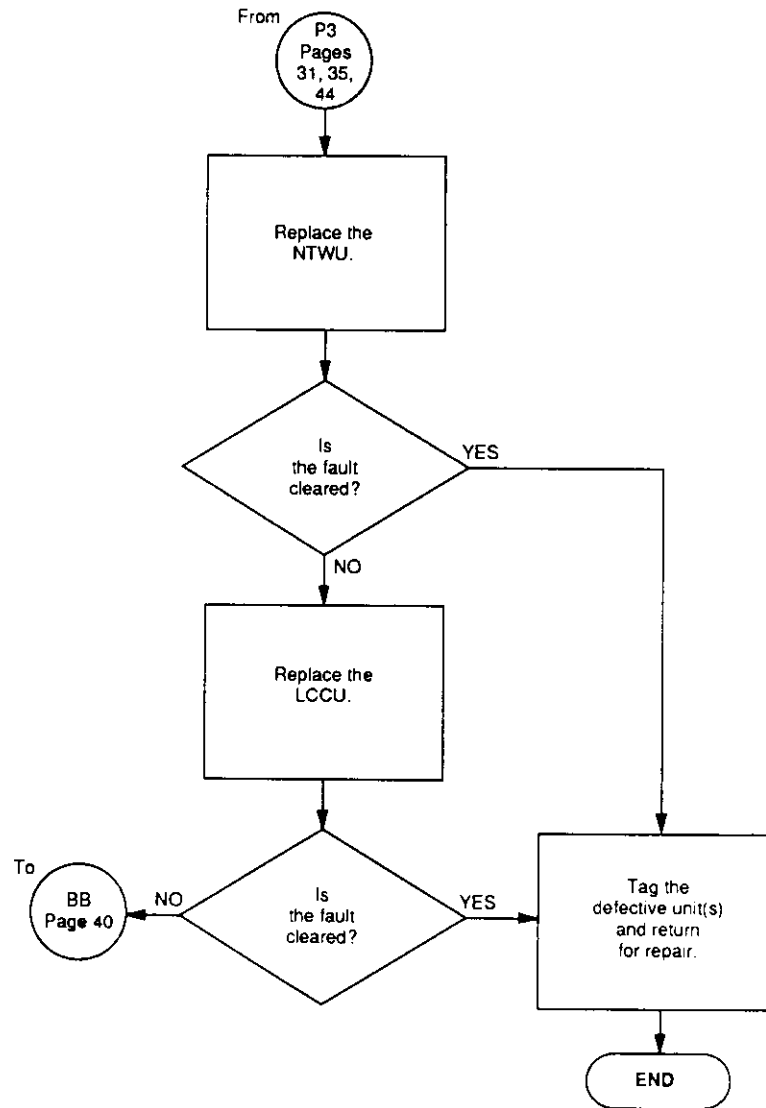 From
P3
Pages
31, 35,
44
Replace the
NTWU.
Is
the fault
cleared?
YES
NO
Replace the
LCCU.
To
BB
Page 40
NO
Is
the fault
cleared?
YES
Tag the
defective unit(s)
and return
for repair.
END